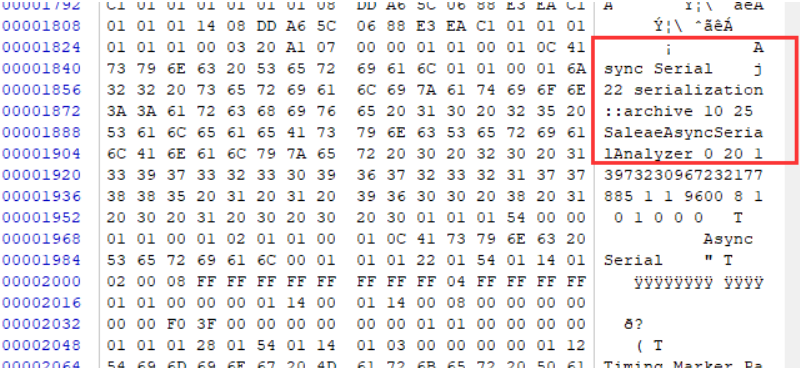 00001792 C1 01 01 01 01 01 01 08 DD A6 5C 06 88 E3 EA C1
00001808 01 01 01 14 08 DD A6 5C 06 88 E3 EA C1 01 01 01 Ý¦\ ˆãêÁ
00001824 01 01 01 00 03 20 A1 07 00 00 01 01 00 01 0C 41 ¡ A
00001840 73 79 6E 63 20 53 65 72 69 61 6C 01 01 00 01 6A sync Serial j
00001856 32 32 20 73 65 72 69 61 6C 69 7A 61 74 69 6F 6E 22 serialization
00001872 3A 3A 61 72 63 68 69 76 65 20 31 30 20 32 35 20 ::archive 10 25
00001888 53 61 6C 65 61 65 41 73 79 6E 63 53 65 72 69 61 SaleaeAsyncSeria
00001904 6C 41 6E 61 6C 79 7A 65 72 20 30 20 32 30 20 31 lAnalyzer 0 20 1
00001920 33 39 37 33 32 33 30 39 36 37 32 33 32 31 37 37 3973230967232177
00001936 38 38 35 20 31 20 31 20 39 36 30 30 20 38 20 31 885 1 1 9600 8 1
00001952 20 30 20 31 20 30 20 30 20 30 01 01 01 54 00 00 0 1 0 0 0 T
00001968 01 01 00 01 02 01 01 00 01 0C 41 73 79 6E 63 20 Async
00001984 53 65 72 69 61 6C 00 01 01 01 22 01 54 01 14 01 Serial " T
00002000 02 00 08 FF FF FF FF FF FF FF FF 04 FF FF FF FF ÿÿÿÿÿÿÿÿ ÿÿÿÿ
00002016 01 01 00 00 00 01 14 00 01 14 00 08 00 00 00 00
00002032 00 00 F0 3F 00 00 00 00 00 00 01 01 00 00 00 00 ð?
00002048 01 01 01 28 01 54 01 14 01 03 00 00 00 00 01 12 ( T
00002064 54 69 6D 69 6E 67 20 4D 61 72 6B 65 72 20 50 61 Timing Marker Pa